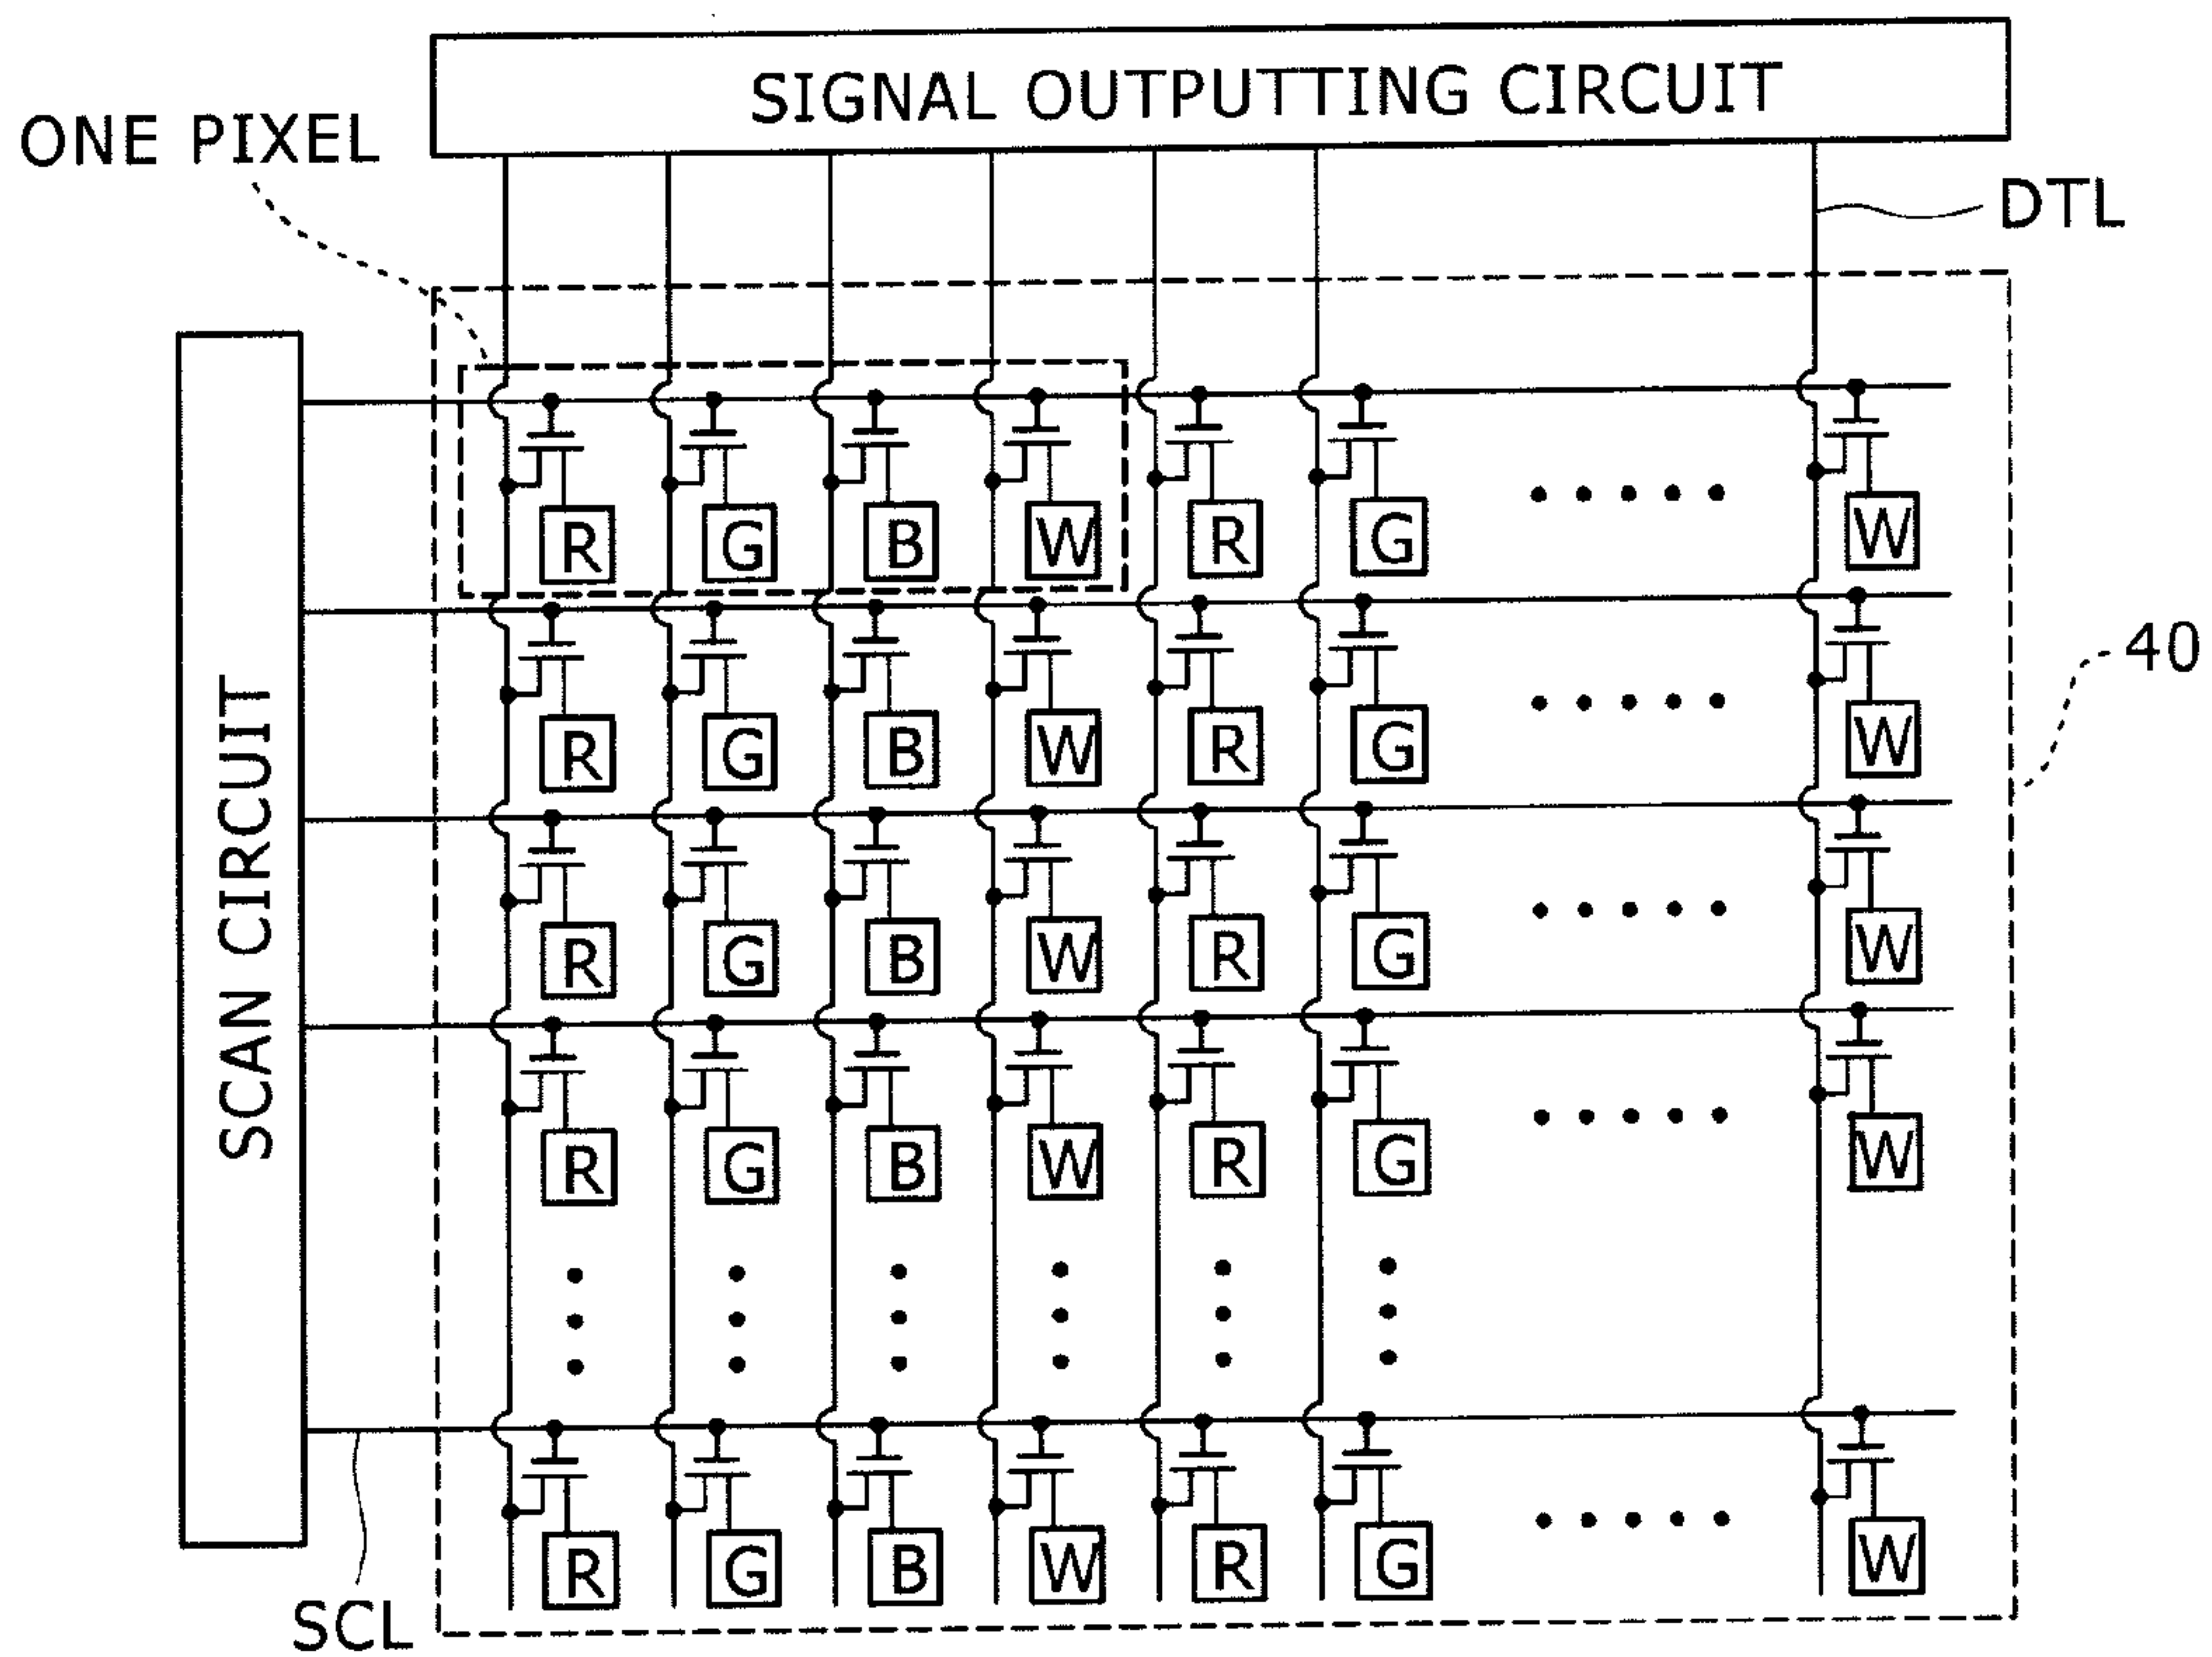 SIGNAL OUTPUTTING CIRCUIT
ONE PIXEL
DTL
R G B W R G W
40
R G B W R G W
SCAN CIRCUIT
R G B W R G W
R G B W R G W
R G B W R G W
SCL